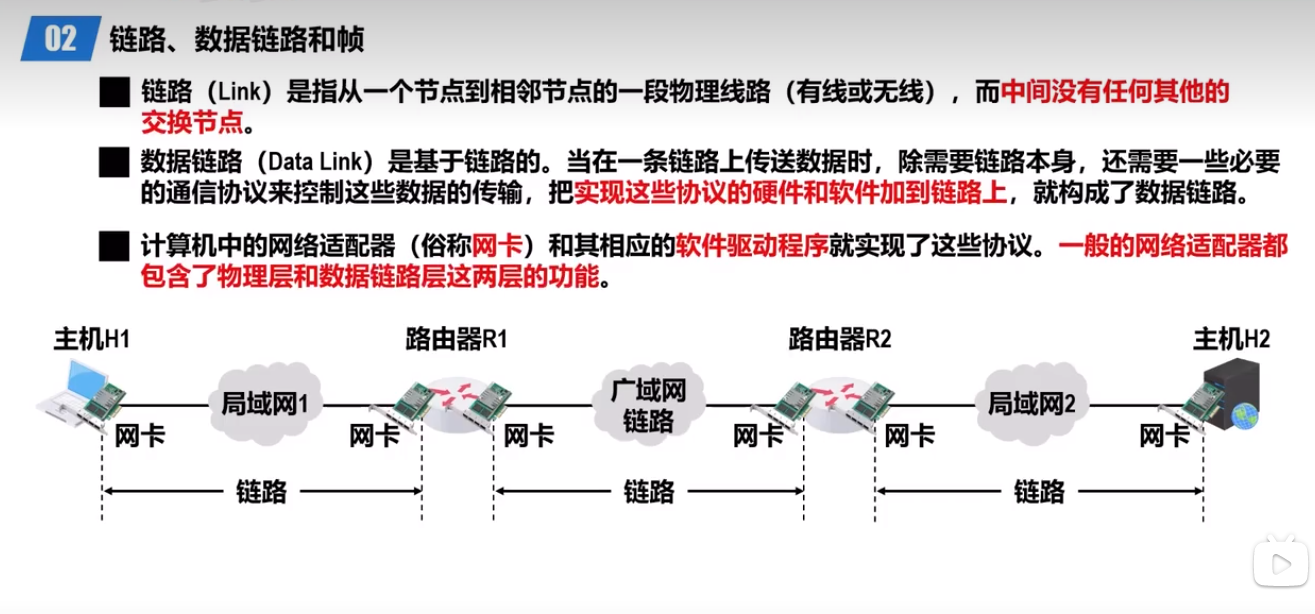 02 链路、数据链路和帧
链路（Link）是指从一个节点到相邻节点的一段物理线路（有线或无线），而中间没有任何其他的
交换节点。
数据链路（Data Link）是基于链路的。当在一条链路上传送数据时，除需要链路本身，还需要一些必要
的通信协议来控制这些数据的传输，把实现这些协议的硬件和软件加到链路上，就构成了数据链路。
计算机中的网络适配器（俗称网卡）和其相应的软件驱动程序就实现了这些协议。一般的网络适配器都
包含了物理层和数据链路层这两层的功能。
主机H1 路由器R1 路由器R2 主机H2
局域网1 广域网 局域网2
链路
网卡 网卡 网卡 网卡 网卡 网卡
链路 链路 链路